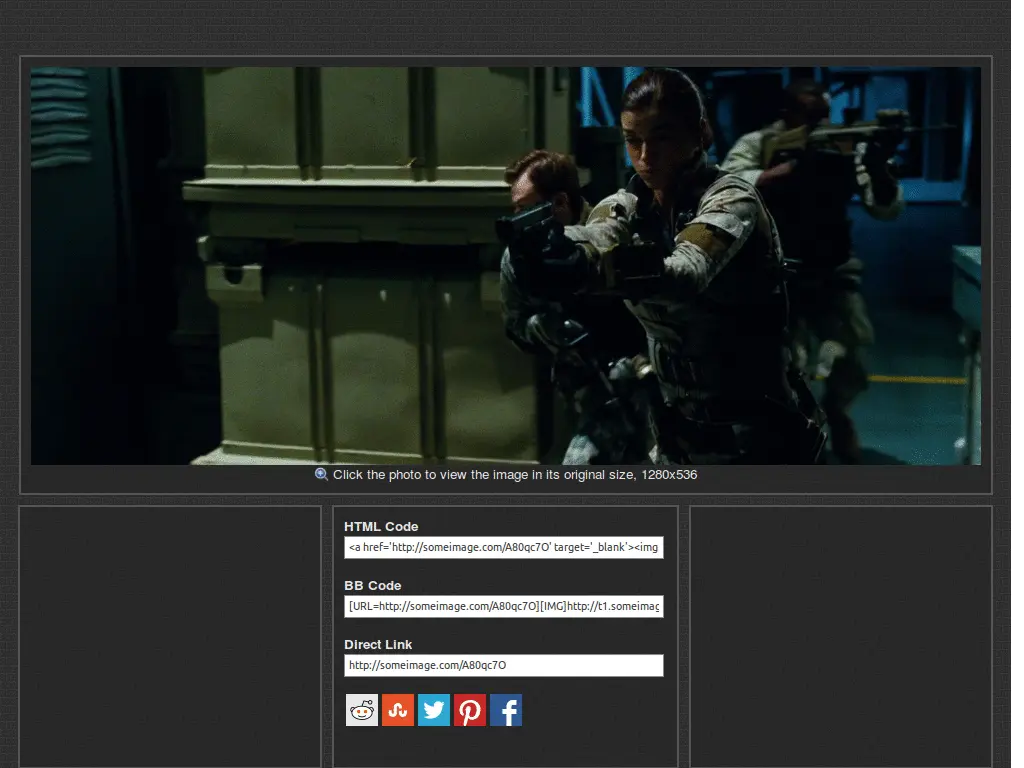 Click the photo to view the image in its original size, 1280x536
HTML Code
<a href='http://someimage.com/A80qc7O' target='_blank'><img
BB Code
[URL=http://someimage.com/A80qc7O][IMG]http://t1.someimag
Direct Link
http://someimage.com/A80qc7O